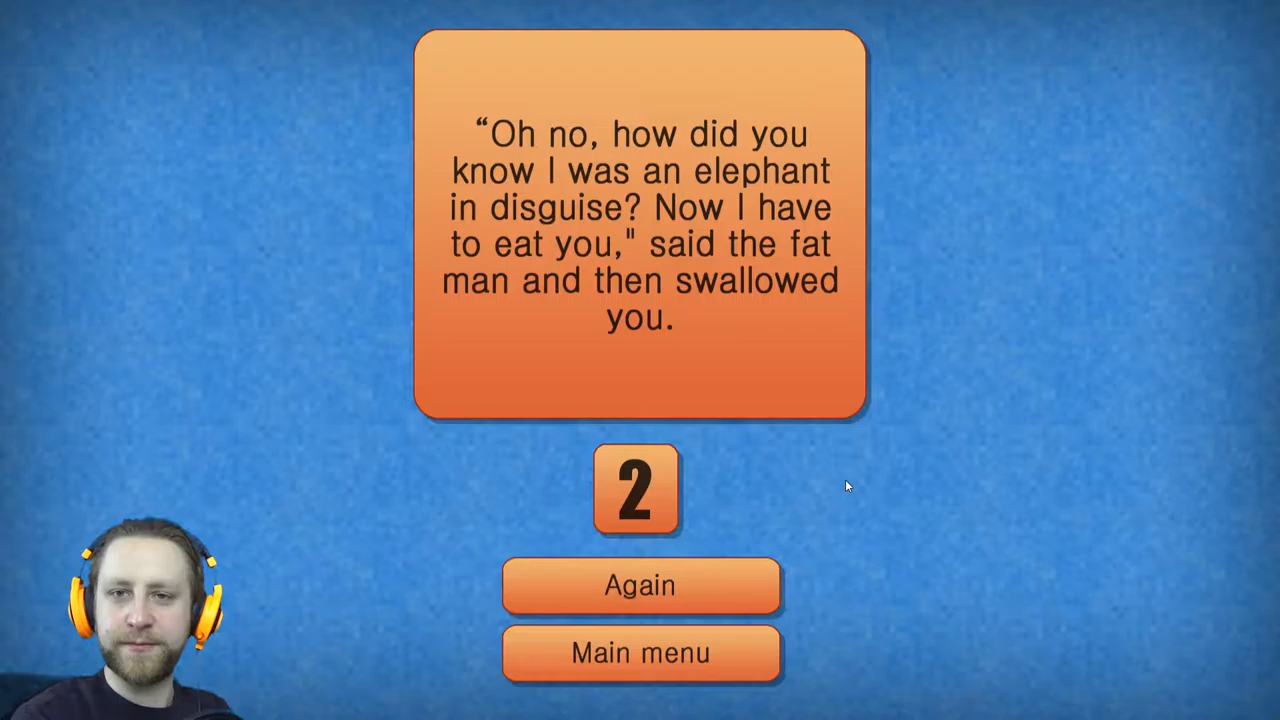 “Oh no, how did you
know I was an elephant
in disguise? Now I have
to eat you," said the fat
man and then swallowed
you.
2
Again
Main menu